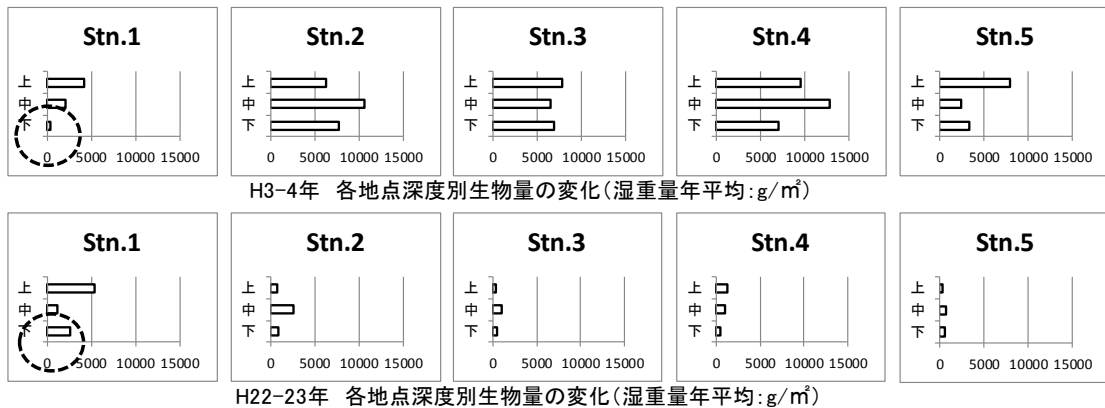 Stn.1 Stn.2 Stn.3 Stn.4 Stn.5
上 上 上 上 上
中 中 中 中 中
下 下 下 下 下
0 5000 10000 15000 0 5000 10000 15000 0 5000 10000 15000 0 5000 10000 15000 0 5000 10000 15000
H3-4年 各地点深度別生物量の変化(湿重量年平均:g/㎡)
Stn.1 Stn.2 Stn.3 Stn.4 Stn.5
上 上 上 上 上
中 中 中 中 中
下 下 下 下 下
0 5000 10000 15000 0 5000 10000 15000 0 5000 10000 15000 0 5000 10000 15000 0 5000 10000 15000
H22-23年 各地点深度別生物量の変化(湿重量年平均:g/㎡)